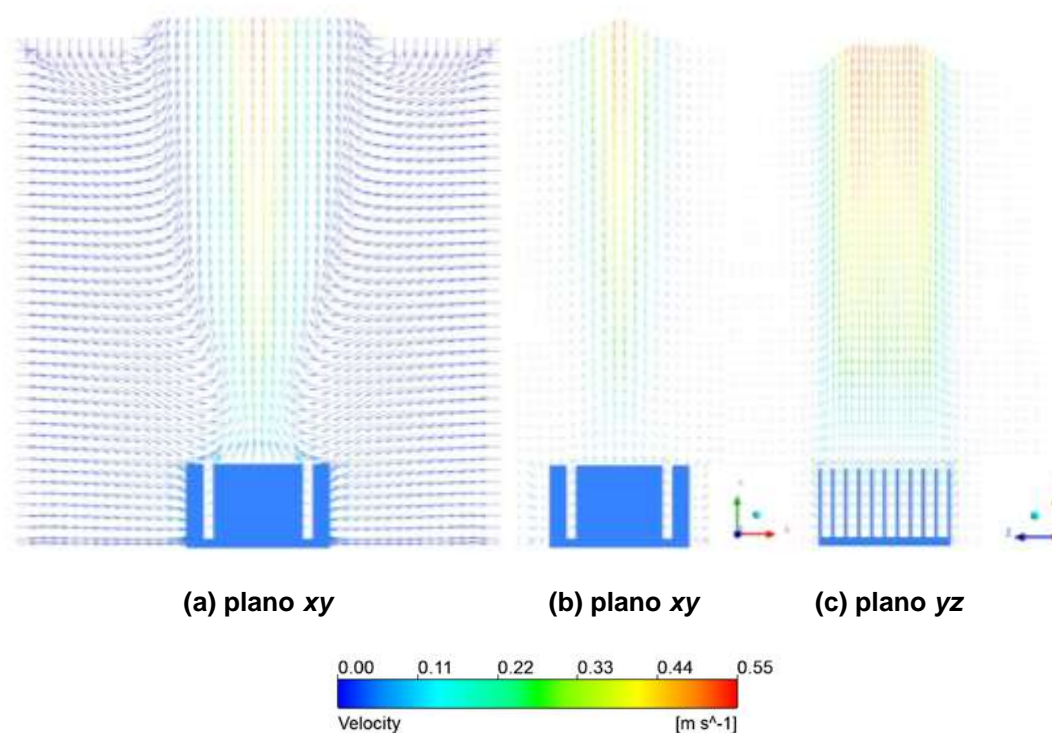 (a) plano xy
(b) plano xy
(c) plano yz
0.00 0.11 0.22 0.33 0.44 0.55
Velocity [m s^-1]